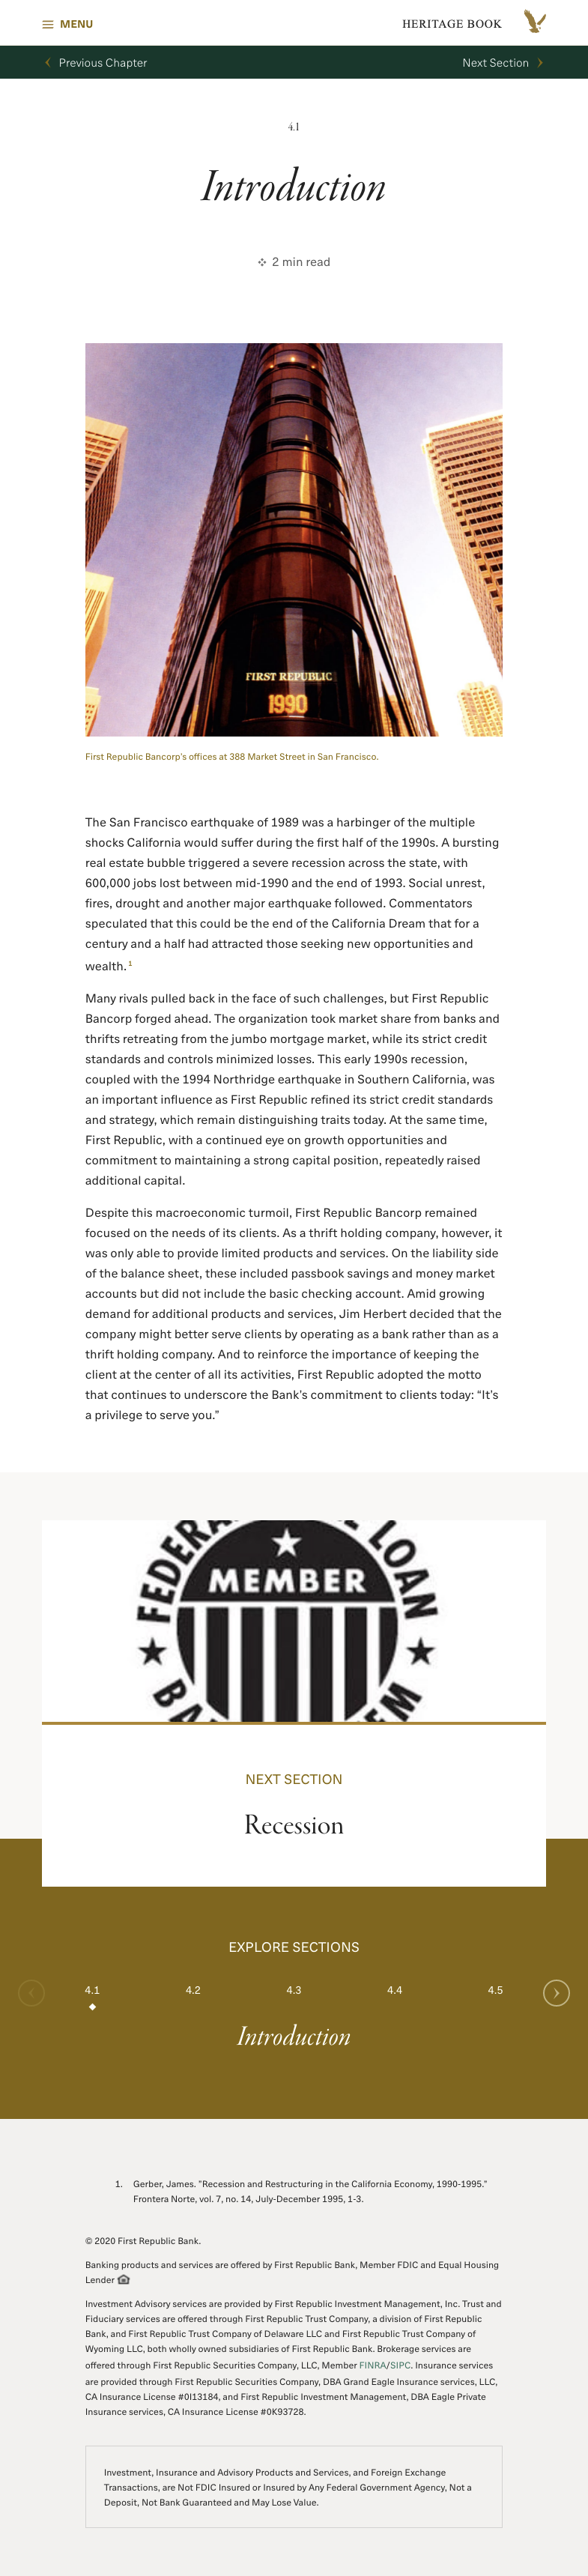 MENU
HERITAGE BOOK
Previous Chapter
Next Section
4.1
Introduction
2 min read
FIRST REPUBLIC
1990
First Republic Bancorp's offices at 388 Market Street in San Francisco.
The San Francisco earthquake of 1989 was a harbinger of the multiple
shocks California would suffer during the first half of the 1990s. A bursting
real estate bubble triggered a severe recession across the state, with
600,000 jobs lost between mid-1990 and the end of 1993. Social unrest,
fires, drought and another major earthquake followed. Commentators
speculated that this could be the end of the California Dream that for a
century and a half had attracted those seeking new opportunities and
wealth. 1
Many rivals pulled back in the face of such challenges, but First Republic
Bancorp forged ahead. The organization took market share from banks and
thrifts retreating from the jumbo mortgage market, while its strict credit
standards and controls minimized losses. This early 1990s recession,
coupled with the 1994 Northridge earthquake in Southern California, was
an important influence as First Republic refined its strict credit standards
and strategy, which remain distinguishing traits today. At the same time,
First Republic, with a continued eye on growth opportunities and
commitment to maintaining a strong capital position, repeatedly raised
additional capital.
Despite this macroeconomic turmoil, First Republic Bancorp remained
focused on the needs of its clients. As a thrift holding company, however, it
was only able to provide limited products and services. On the liability side
of the balance sheet, these included passbook savings and money market
accounts but did not include the basic checking account. Amid growing
demand for additional products and services, Jim Herbert decided that the
company might better serve clients by operating as a bank rather than as a
thrift holding company. And to reinforce the importance of keeping the
client at the center of all its activities, First Republic adopted the motto
that continues to underscore the Bank's commitment to clients today: “It's
a privilege to serve you.”
FEDERAL
LOAN
MEMBER
NEXT SECTION
Recession
EXPLORE SECTIONS
4.1
4.2
4.3
4.4
4.5
Introduction
1. Gerber, James. "Recession and Restructuring in the California Economy, 1990-1995."
Frontera Norte, vol. 7, no. 14, July-December 1995, 1-3.
© 2020 First Republic Bank.
Banking products and services are offered by First Republic Bank, Member FDIC and Equal Housing
Lender
Investment Advisory services are provided by First Republic Investment Management, Inc. Trust and
Fiduciary services are offered through First Republic Trust Company, a division of First Republic
Bank, and First Republic Trust Company of Delaware LLC and First Republic Trust Company of
Wyoming LLC, both wholly owned subsidiaries of First Republic Bank. Brokerage services are
offered through First Republic Securities Company, LLC, Member FINRA/SIPC. Insurance services
are provided through First Republic Securities Company, DBA Grand Eagle Insurance services, LLC,
CA Insurance License #0I13184, and First Republic Investment Management, DBA Eagle Private
Insurance services, CA Insurance License #0K93728.
Investment, Insurance and Advisory Products and Services, and Foreign Exchange
Transactions, are Not FDIC Insured or Insured by Any Federal Government Agency, Not a
Deposit, Not Bank Guaranteed and May Lose Value.